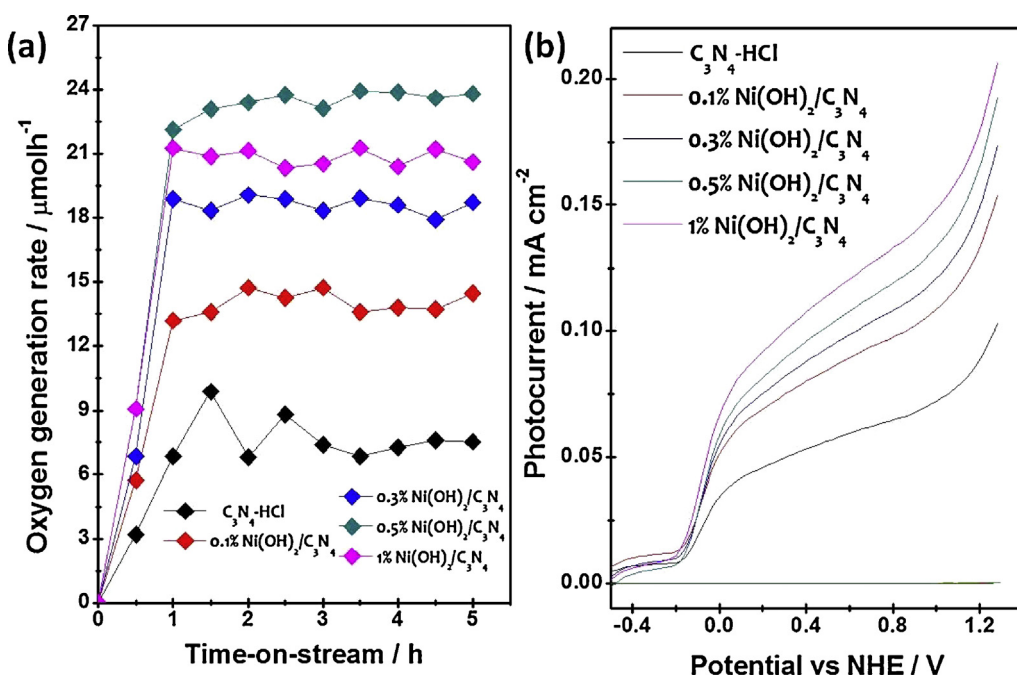 (a)
Oxygen generation rate / μmolh⁻¹
27
24
21
18
15
12
9
6
3
0
C₃N₄-HCl
0.1% Ni(OH)₂/C₃N₄
0.3% Ni(OH)₂/C₃N₄
0.5% Ni(OH)₂/C₃N₄
1% Ni(OH)₂/C₃N₄
0 1 2 3 4 5
Time-on-stream / h
(b)
Photocurrent / mA cm⁻²
0.20
0.15
0.10
0.05
0.00
C₃N₄-HCl
0.1% Ni(OH)₂/C₃N₄
0.3% Ni(OH)₂/C₃N₄
0.5% Ni(OH)₂/C₃N₄
1% Ni(OH)₂/C₃N₄
-0.4 0.0 0.4 0.8 1.2
Potential vs NHE / V